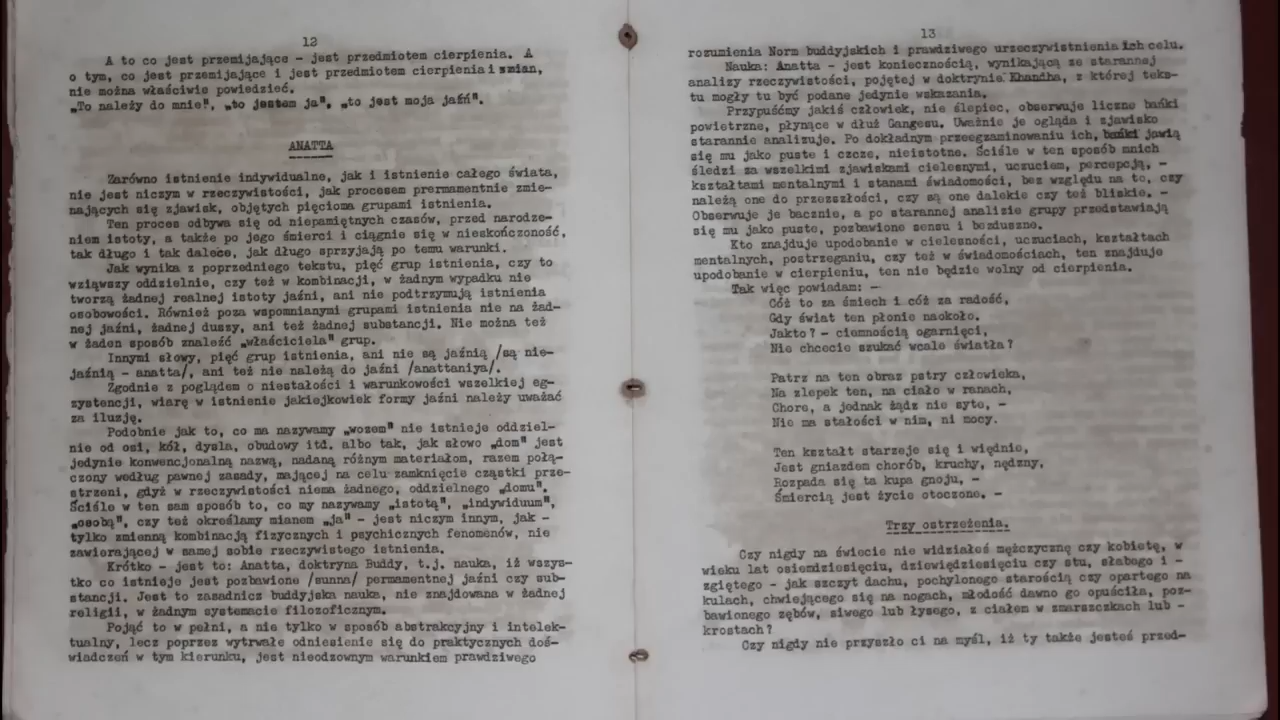 12
A to co jest przemijające - jest przedmiotem cierpienia. A
o tym, co jest przemijające i jest przedmiotem cierpienia i zmian,
nie można właściwie powiedzieć.
„To należy do mnie", „to jestem ja", „to jest moja jaźń".
ANATTA
Zarówno istnienie indywidualne, jak i istnienie całego świata,
nie jest niczym w rzeczywistości, jak procesem prermamentnie zmie-
nających się zjawisk, objętych pięcioma grupami istnienia.
Ten proces odbywa się od niepamiętnych czasów, przed narodze-
niem istoty, a także po jego śmierci i ciągnie się w nieskończoność,
tak długo i tak daleco, jak długo sprzyjają po temu warunki.
Jak wynika z poprzedniego tekstu, pięć grup istnienia, czy to
wziąwszy oddzielnie, czy też w kombinacji, w żadnym wypadku nie
tworzą żadnej realnej istoty jaźni, ani nie podtrzymują istnienia
osobowości. Również poza wspomnianymi grupami istnienia nie na żad-
nej jaźni, żadnej duszy, ani też żadnej substancji. Nie można też
w żaden sposób znaleźć „właściciela" grup.
Innymi słowy, pięć grup istnienia, ani nie są jaźnią /są nie-
jaźnią - anatta/, ani też nie należą do jaźni /anattaniya/.
Zgodnie z poglądem o niestałości i warunkowości wszelkiej eg-
zystencji, wiarę w istnienie jakiejkowiek formy jaźni należy uważać
za iluzję.
Podobnie jak to, co ma nazywamy „wozem" nie istnieje oddziel-
nie od osi, kół, dysla, obudowy itd. albo tak, jak słowo „dom" jest
jedynie konwencjonalną nazwą, nadaną różnym materiałom, razem połą-
czony według pawnej zasady, mającej na celu zamknięcie cząstki prze-
strzeni, gdyż w rzeczywistości niema żadnego, oddzielnego „domu".
Ściśle w ten sam sposób to, co my nazywamy „istotą", „indywiduum",
„osobą", czy też określamy mianem „ja" - jest niczym innym, jak -
tylko zmienną kombinacją fizycznych i psychicznych fenomenów, nie
zawierającej w samej sobie rzeczywistego istnienia.
Krótko - jest to: Anatta, doktryna Buddy, t.j. nauka, iż wszys-
tko co istnieje jest pozbawione /sunna/ permamentnej jaźni czy sub-
stancji. Jest to zasadnicz buddyjska nauka, nie znajdowana w żadnej
religii, w żadnym systemacie filozoficznym.
Pojąć to w pełni, a nie tylko w sposób abstrakcyjny i intelek-
tualny, lecz poprzez wytrwałe odniesienie się do praktycznych doś-
wiadczeń w tym kierunku, jest nieodzownym warunkiem prawdziwego
13
rozumienia Norm buddyjskich i prawdziwego urzeczywistnienia ich celu.
Nauka: Anatta - jest koniecznością, wynikającą ze starannej
analizy rzeczywistości, pojętej w doktrynie Khandha, z której teks-
tu mogły tu być podane jedynie wskazania.
Przypuśćmy jakiś człowiek, nie ślepiec, obserwuje liczne bańki
powietrzne, płynące w dłuż Gangesu. Uważnie je ogląda i zjawisko
starannie analizuje. Po dokładnym przeegzaminowaniu ich, bańki jawią
się mu jako puste i czcze, nieistotne. Ściśle w ten sposób mnich
śledzi za wszelkimi zjawiskami cielesnymi, uczuciem, percepcją, -
kształtami mentalnymi i stanami świadomości, bez względu na to, czy
należą one do przezszłości, czy są one dalekie czy też bliskie. -
Obserwuje je bacznie, a po starannej analizie grupy przedstawiają
się mu jako puste, pozbawione sensu i bezduszne.
Kto znajduje upodobanie w cielesności, uczuciach, kształtach
mentalnych, postrzeganiu, czy też w świadomościach, ten znajduje
upodobanie w cierpieniu, ten nie będzie wolny od cierpienia.
Tak więc powiadam: -
Cóż to za śmiech i cóż za radość,
Gdy świat ten płonie naokoło.
Jakto? - ciemnością ogarnięci,
Nie chcecie szukać wcale światła?
Patrz na ten obraz pstry człowieka,
Na zlepek ten, na ciało w ranach,
Chore, a jednak żądz nie syte, -
Nie ma stałości w nim, ni mocy.
Ten kształt starzeje się i więdnie,
Jest gniazdem chorób, kruchy, nędzny,
Rozpada się ta kupa gnoju, -
Śmiercią jest życie otoczone. -
Trzy ostrzeżenia.
Czy nigdy na świecie nie widziałeś mężczyznę czy kobietę, w
wieku lat osiemdziesięciu, dziewiędziesięciu czy stu, słabego i -
zgiętego - jak szczyt dachu, pochylonego starością czy opartego na
kulach, chwiejącego się na nogach, młodość dawno go opuściła, poz-
bawionego zębów, siwego lub łysego, z ciałem w zmarszczkach lub -
krostach?
Czy nigdy nie przyszło ci na myśl, iż ty także jesteś przed-